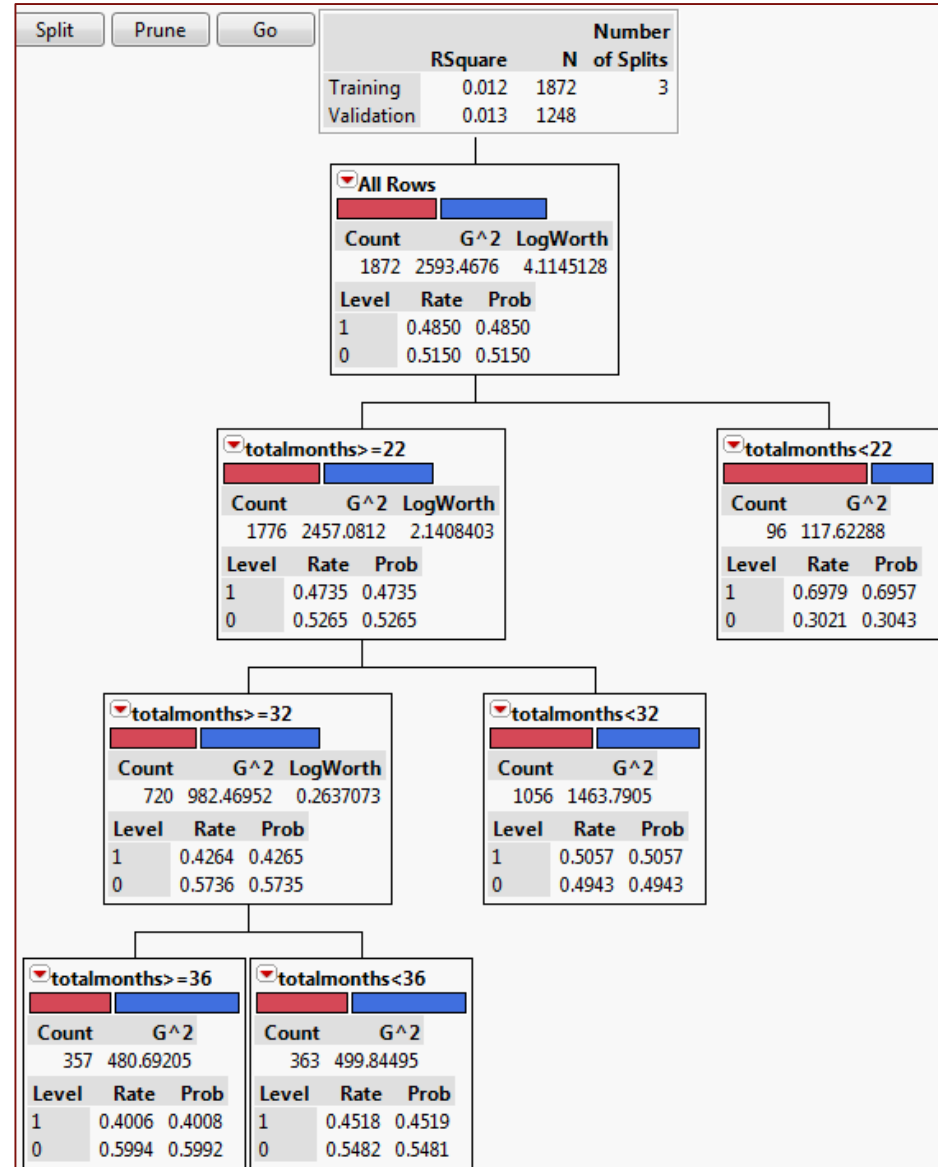 Split Prune Go
Number
RSquare N of Splits
Training 0.012 1872 3
Validation 0.013 1248
All Rows
Count G^2 LogWorth
1872 2593.4676 4.1145128
Level Rate Prob
1 0.4850 0.4850
0 0.5150 0.5150
totalmonths>=22
Count G^2 LogWorth
1776 2457.0812 2.1408403
Level Rate Prob
1 0.4735 0.4735
0 0.5265 0.5265
totalmonths<22
Count G^2
96 117.62288
Level Rate Prob
1 0.6979 0.6957
0 0.3021 0.3043
totalmonths>=32
Count G^2 LogWorth
720 982.46952 0.2637073
Level Rate Prob
1 0.4264 0.4265
0 0.5736 0.5735
totalmonths<32
Count G^2
1056 1463.7905
Level Rate Prob
1 0.5057 0.5057
0 0.4943 0.4943
totalmonths>=36
Count G^2
357 480.69205
Level Rate Prob
1 0.4006 0.4008
0 0.5994 0.5992
totalmonths<36
Count G^2
363 499.84495
Level Rate Prob
1 0.4518 0.4519
0 0.5482 0.5481